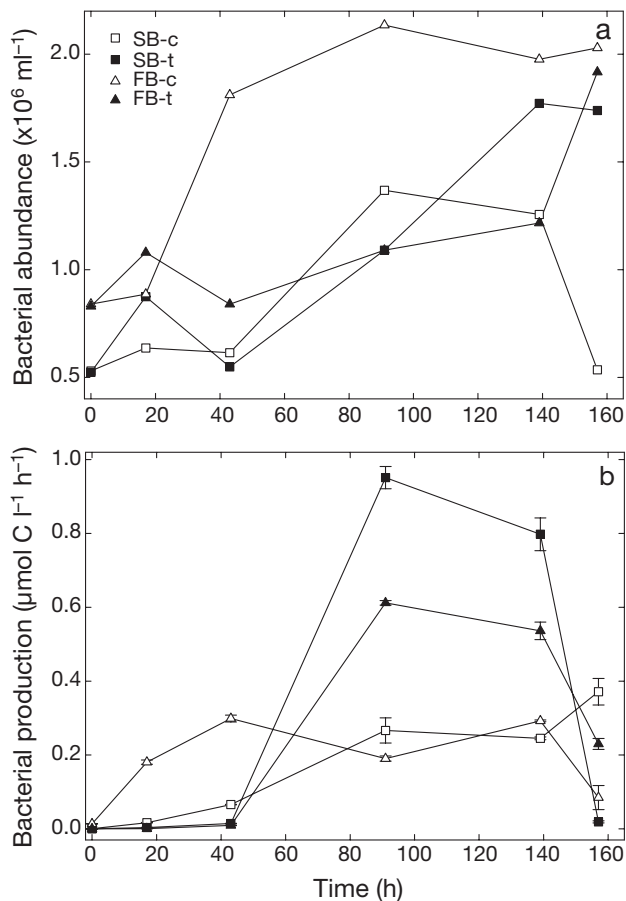 a
SB-c
SB-t
FB-c
FB-t
Bacterial abundance (x10⁶ ml⁻¹)
2.0
1.5
1.0
0.5
0 20 40 60 80 100 120 140 160
b
Bacterial production (µmol C l⁻¹ h⁻¹)
1.0
0.8
0.6
0.4
0.2
0.0
0 20 40 60 80 100 120 140 160
Time (h)